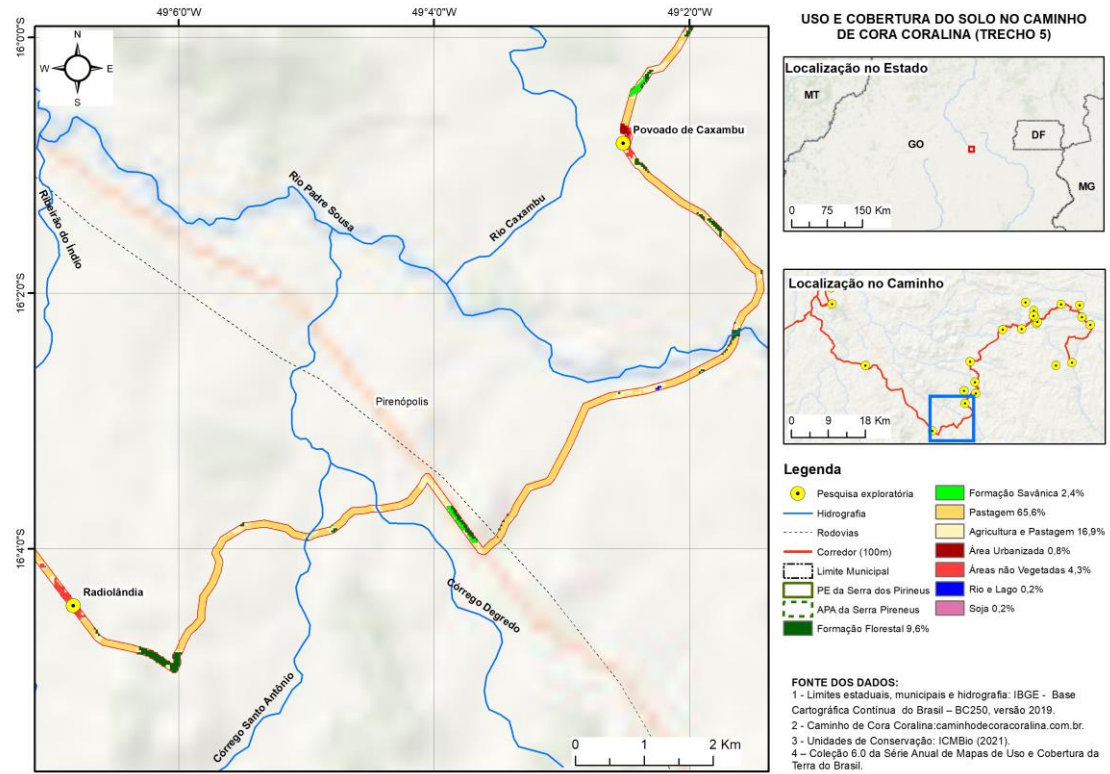 49°6'0"W
49°4'0"W
49°2'0"W
16°0'0"S
16°2'0"S
16°4'0"S
N
W
E
S
Povoado de Caxambu
Rio Padre Sousa
Rio Caxambu
Ribeirão do Índio
Pirenópolis
Radiolândia
Córrego Degredo
Córrego Santo Antônio
0 1 2 Km
USO E COBERTURA DO SOLO NO CAMINHO
DE CORA CORALINA (TRECHO 5)
Localização no Estado
MT
GO
DF
MG
0 75 150 Km
Localização no Caminho
0 9 18 Km
Legenda
Pesquisa exploratória
Hidrografia
Rodovias
Corredor (100m)
Limite Municipal
PE da Serra dos Pirineus
APA da Serra Pireneus
Formação Florestal 9,6%
Formação Savânica 2,4%
Pastagem 65,6%
Agricultura e Pastagem 16,9%
Área Urbanizada 0,8%
Áreas não Vegetadas 4,3%
Rio e Lago 0,2%
Soja 0,2%
FONTE DOS DADOS:
1 - Limites estaduais, municipais e hidrografia: IBGE - Base
Cartográfica Contínua do Brasil – BC250, versão 2019.
2 - Caminho de Cora Coralina:caminhodecoracoralina.com.br.
3 - Unidades de Conservação: ICMBio (2021).
4 – Coleção 6.0 da Série Anual de Mapas de Uso e Cobertura da
Terra do Brasil.